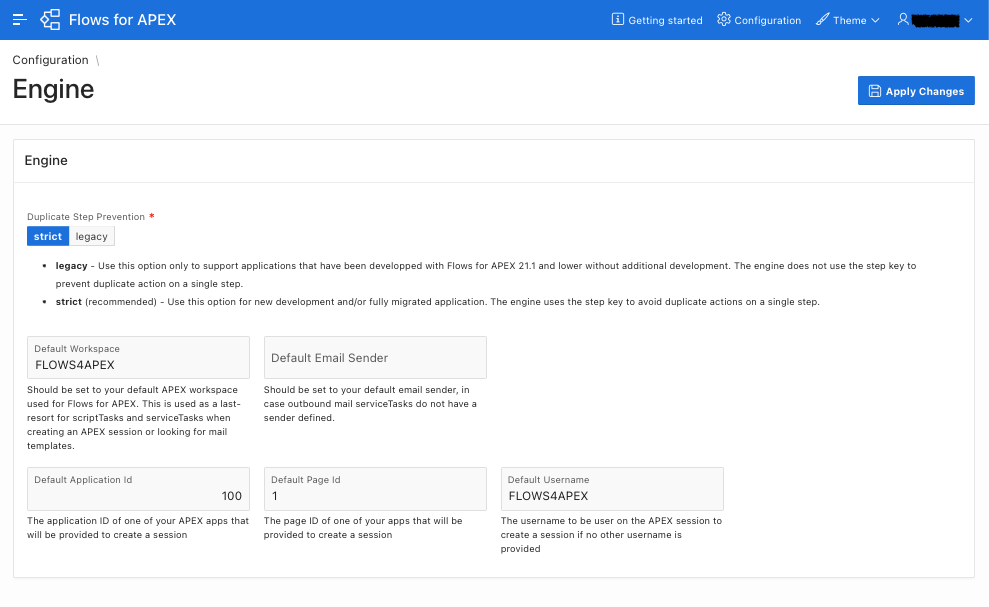 Flows for APEX
Getting started
Configuration
Theme
Configuration \
Engine
Apply Changes
Engine
Duplicate Step Prevention *
strict
legacy
• legacy - Use this option only to support applications that have been developped with Flows for APEX 21.1 and lower without additional development. The engine does not use the step key to
prevent duplicate action on a single step.
• strict (recommended) - Use this option for new development and/or fully migrated application. The engine uses the step key to avoid duplicate actions on a single step.
Default Workspace
FLOWS4APEX
Should be set to your default APEX workspace
used for Flows for APEX. This is used as a last-
resort for scriptTasks and serviceTasks when
creating an APEX session or looking for mail
templates.
Default Email Sender
Should be set to your default email sender, in
case outbound mail serviceTasks do not have a
sender defined.
Default Application Id
100
The application ID of one of your APEX apps that
will be provided to create a session
Default Page Id
1
The page ID of one of your apps that will be
provided to create a session
Default Username
FLOWS4APEX
The username to be user on the APEX session to
create a session if no other username is
provided